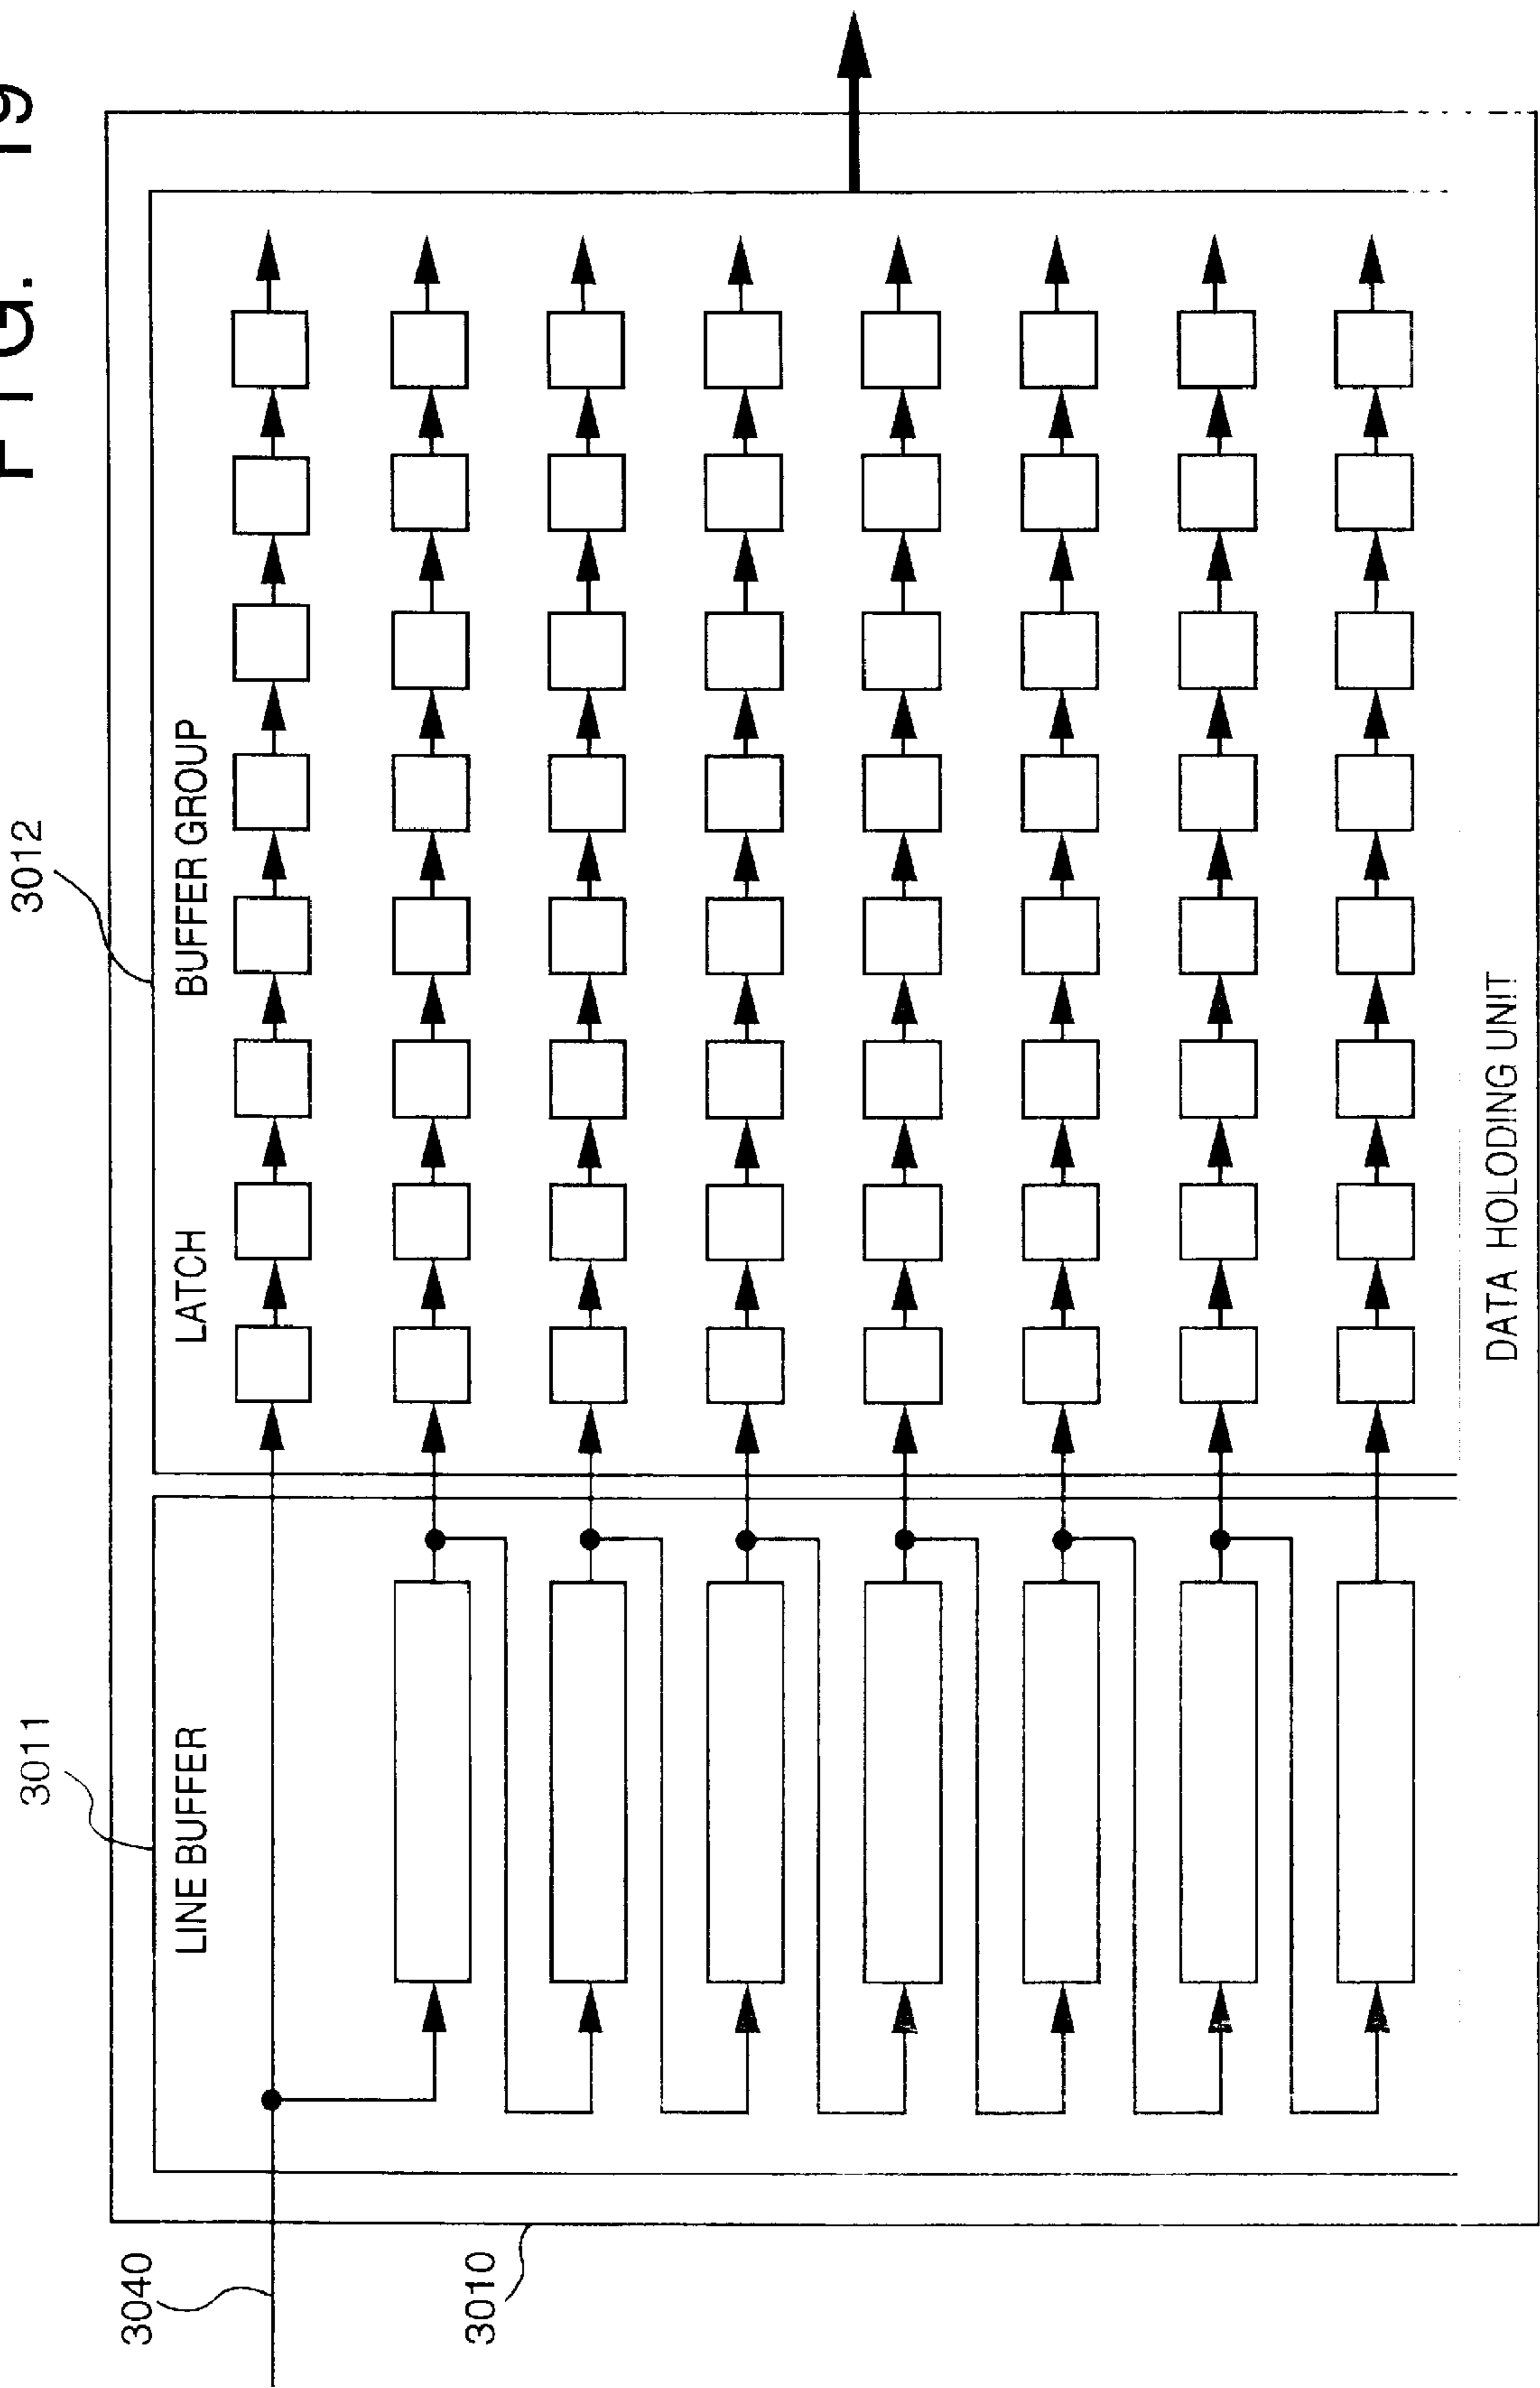 FIG. 19
3012
3011
BUFFER GROUP
LATCH
LINE BUFFER
3040
3010
DATA HOLODING UNIT